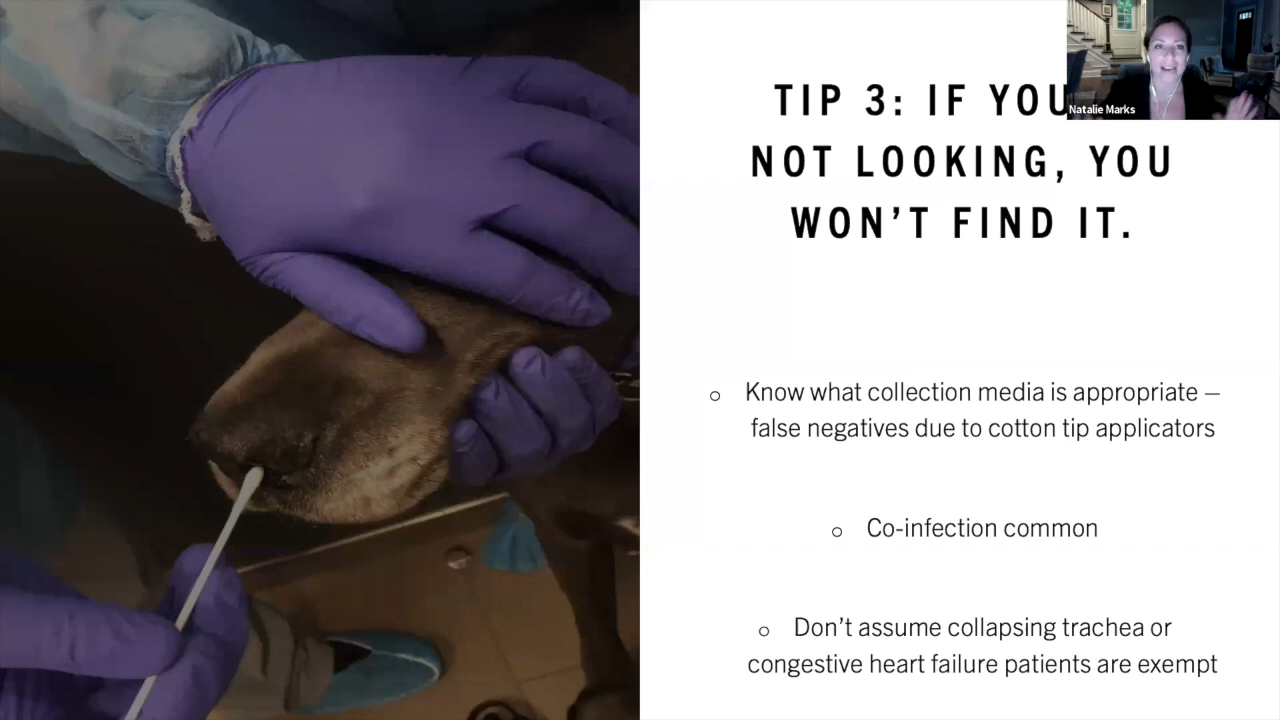 TIP 3: IF YOU
Natalie Marks
NOT LOOKING, YOU
WON’T FIND IT.
o Know what collection media is appropriate –
false negatives due to cotton tip applicators
o Co-infection common
o Don’t assume collapsing trachea or
congestive heart failure patients are exempt